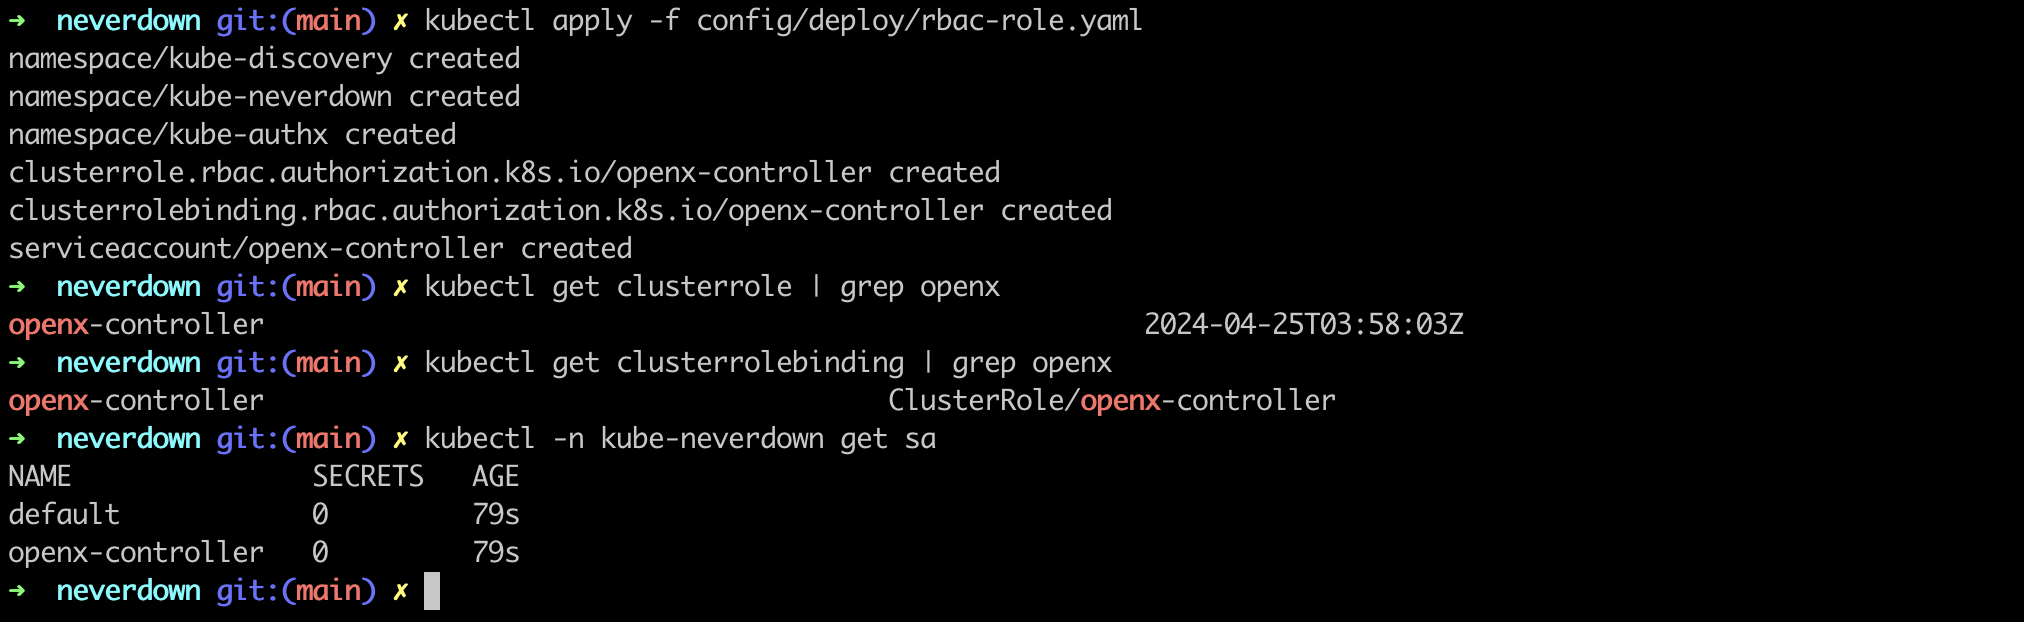 ➜  neverdown git:(main) ✗ kubectl apply -f config/deploy/rbac-role.yaml
namespace/kube-discovery created
namespace/kube-neverdown created
namespace/kube-authx created
clusterrole.rbac.authorization.k8s.io/openx-controller created
clusterrolebinding.rbac.authorization.k8s.io/openx-controller created
serviceaccount/openx-controller created
➜  neverdown git:(main) ✗ kubectl get clusterrole | grep openx
openx-controller                                                       2024-04-25T03:58:03Z
➜  neverdown git:(main) ✗ kubectl get clusterrolebinding | grep openx
openx-controller                                       ClusterRole/openx-controller
➜  neverdown git:(main) ✗ kubectl -n kube-neverdown get sa
NAME               SECRETS   AGE
default            0         79s
openx-controller   0         79s
➜  neverdown git:(main) ✗